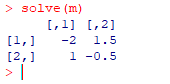 > solve(m)
     [,1] [,2]
[1,]   -2  1.5
[2,]    1 -0.5
>